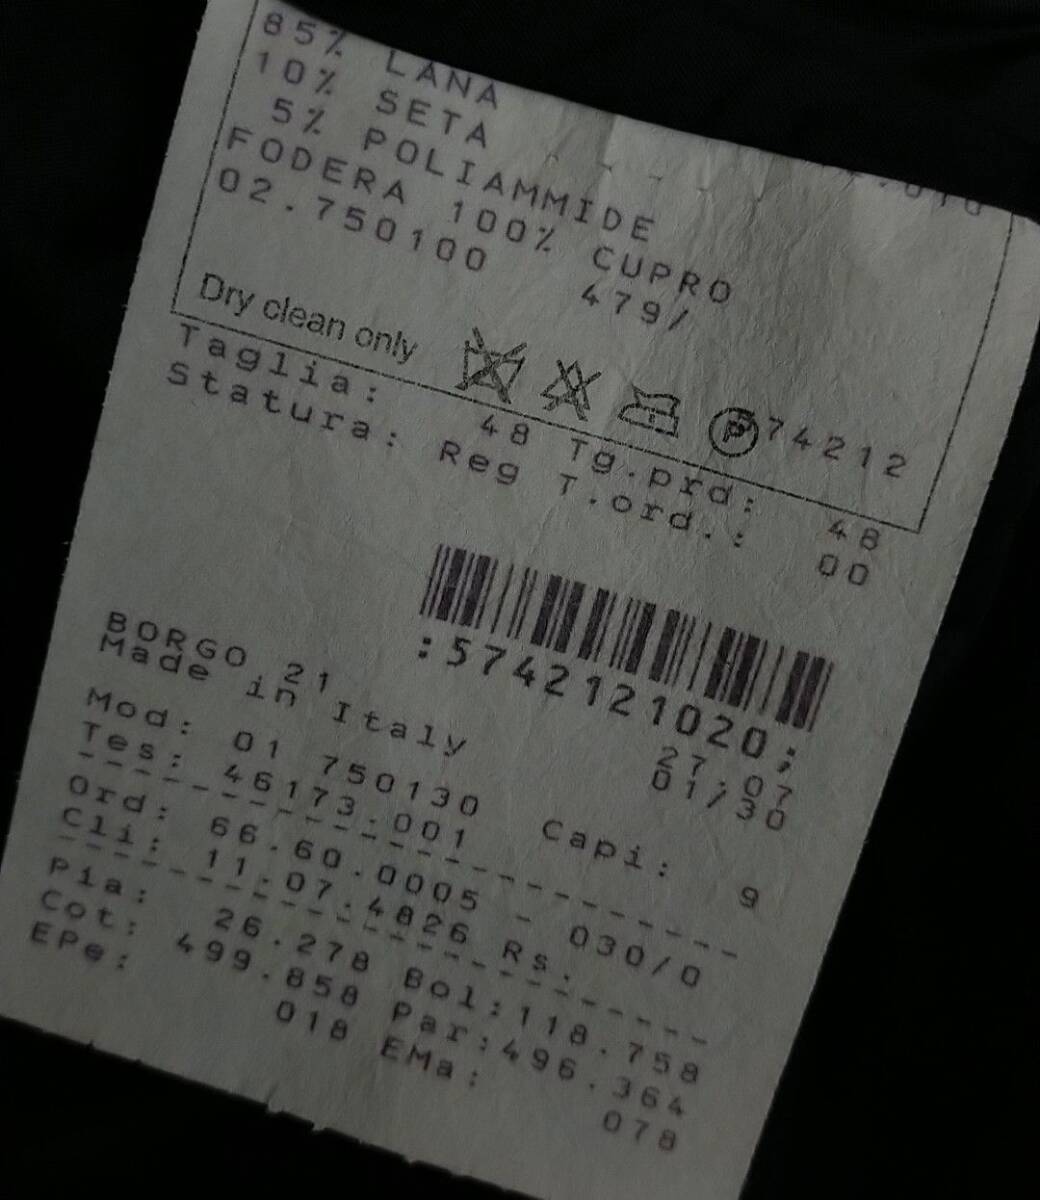 85% LANA
10% SETA
5% POLIAMMIDE
FODERA 100% CUPRO
02.750100 479/
Dry clean only P 574212
Taglia: 48 Tg.prd: 48
Statura: Reg T.ord.: 00
:5742121020;
BORGO 21 27.07
Made in Italy 01/30
Mod: 01 750130
Tes: 46173.001 Capi: 9
Ord: 66.60.0005 - 030/0
Cli: 11.07.4826 Rs.
Pia: 26.278 Bol:118.758
Cot: 499.858 Par:496.364
EPe: 018 EMa: 078